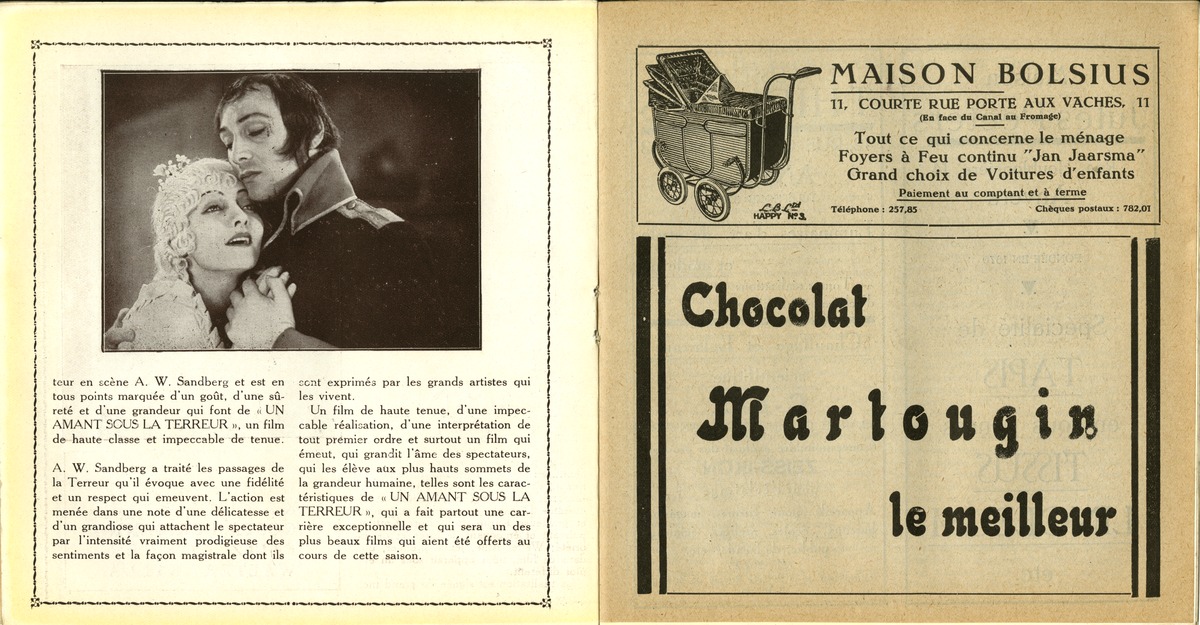 teur en scène A. W. Sandberg et est en
tous points marquée d'un goût, d'une sû-
reté et d'une grandeur qui font de « UN
AMANT SOUS LA TERREUR », un film
de haute classe et impeccable de tenue.
A. W. Sandberg a traité les passages de
la Terreur qu'il évoque avec une fidélité
et un respect qui emeuvent. L'action est
menée dans une note d'une délicatesse et
d'un grandiose qui attachent le spectateur
par l'intensité vraiment prodigieuse des
sentiments et la façon magistrale dont ils
sont exprimés par les grands artistes qui
les vivent.
Un film de haute tenue, d'une impec-
cable réalisation, d'une interprétation de
tout premier ordre et surtout un film qui
émeut, qui grandit l'âme des spectateurs,
qui les élève aux plus hauts sommets de
la grandeur humaine, telles sont les carac-
téristiques de « UN AMANT SOUS LA
TERREUR », qui a fait partout une car-
rière exceptionnelle et qui sera un des
plus beaux films qui aient été offerts au
cours de cette saison.
MAISON BOLSIUS
11, COURTE RUE PORTE AUX VACHES, 11
(En face du Canal au Fromage)
Tout ce qui concerne le ménage
Foyers à Feu continu "Jan Jaarsma"
Grand choix de Voitures d'enfants
Paiement au comptant et à terme
Téléphone : 257,85 Chèques postaux : 782,01
L.B. Ltd
HAPPY No 3.
Chocolat
Martougin
le meilleur